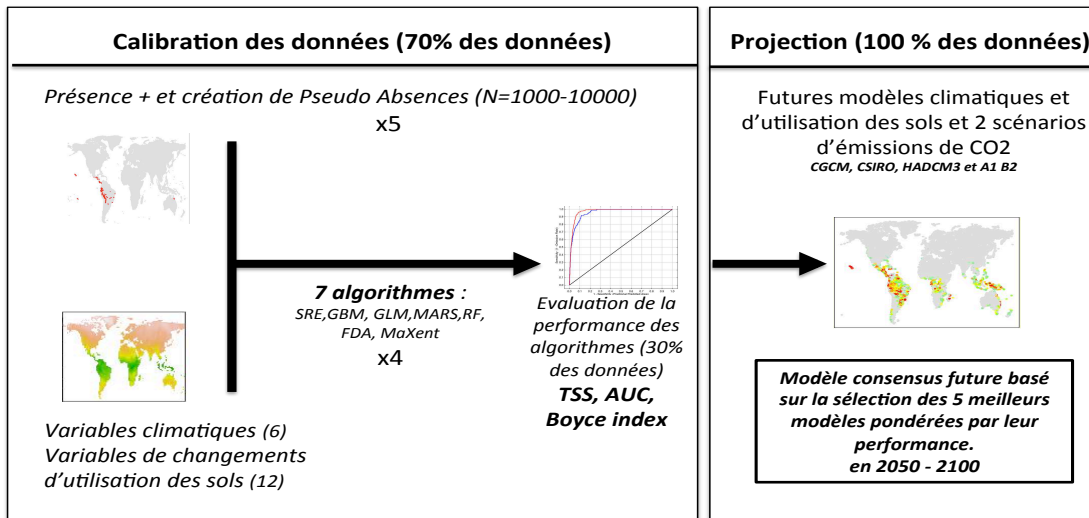 Calibration des données (70% des données)
Présence + et création de Pseudo Absences (N=1000-10000)
x5
7 algorithmes :
SRE,GBM, GLM,MARS,RF,
FDA, MaXent
x4
Evaluation de la
performance des
algorithmes (30%
des données)
TSS, AUC,
Boyce index
Variables climatiques (6)
Variables de changements
d'utilisation des sols (12)
Projection (100 % des données)
Futures modèles climatiques et
d'utilisation des sols et 2 scénarios
d'émissions de CO2
CGCM, CSIRO, HADCM3 et A1 B2
Modèle consensus future basé
sur la sélection des 5 meilleurs
modèles pondérées par leur
performance.
en 2050 - 2100